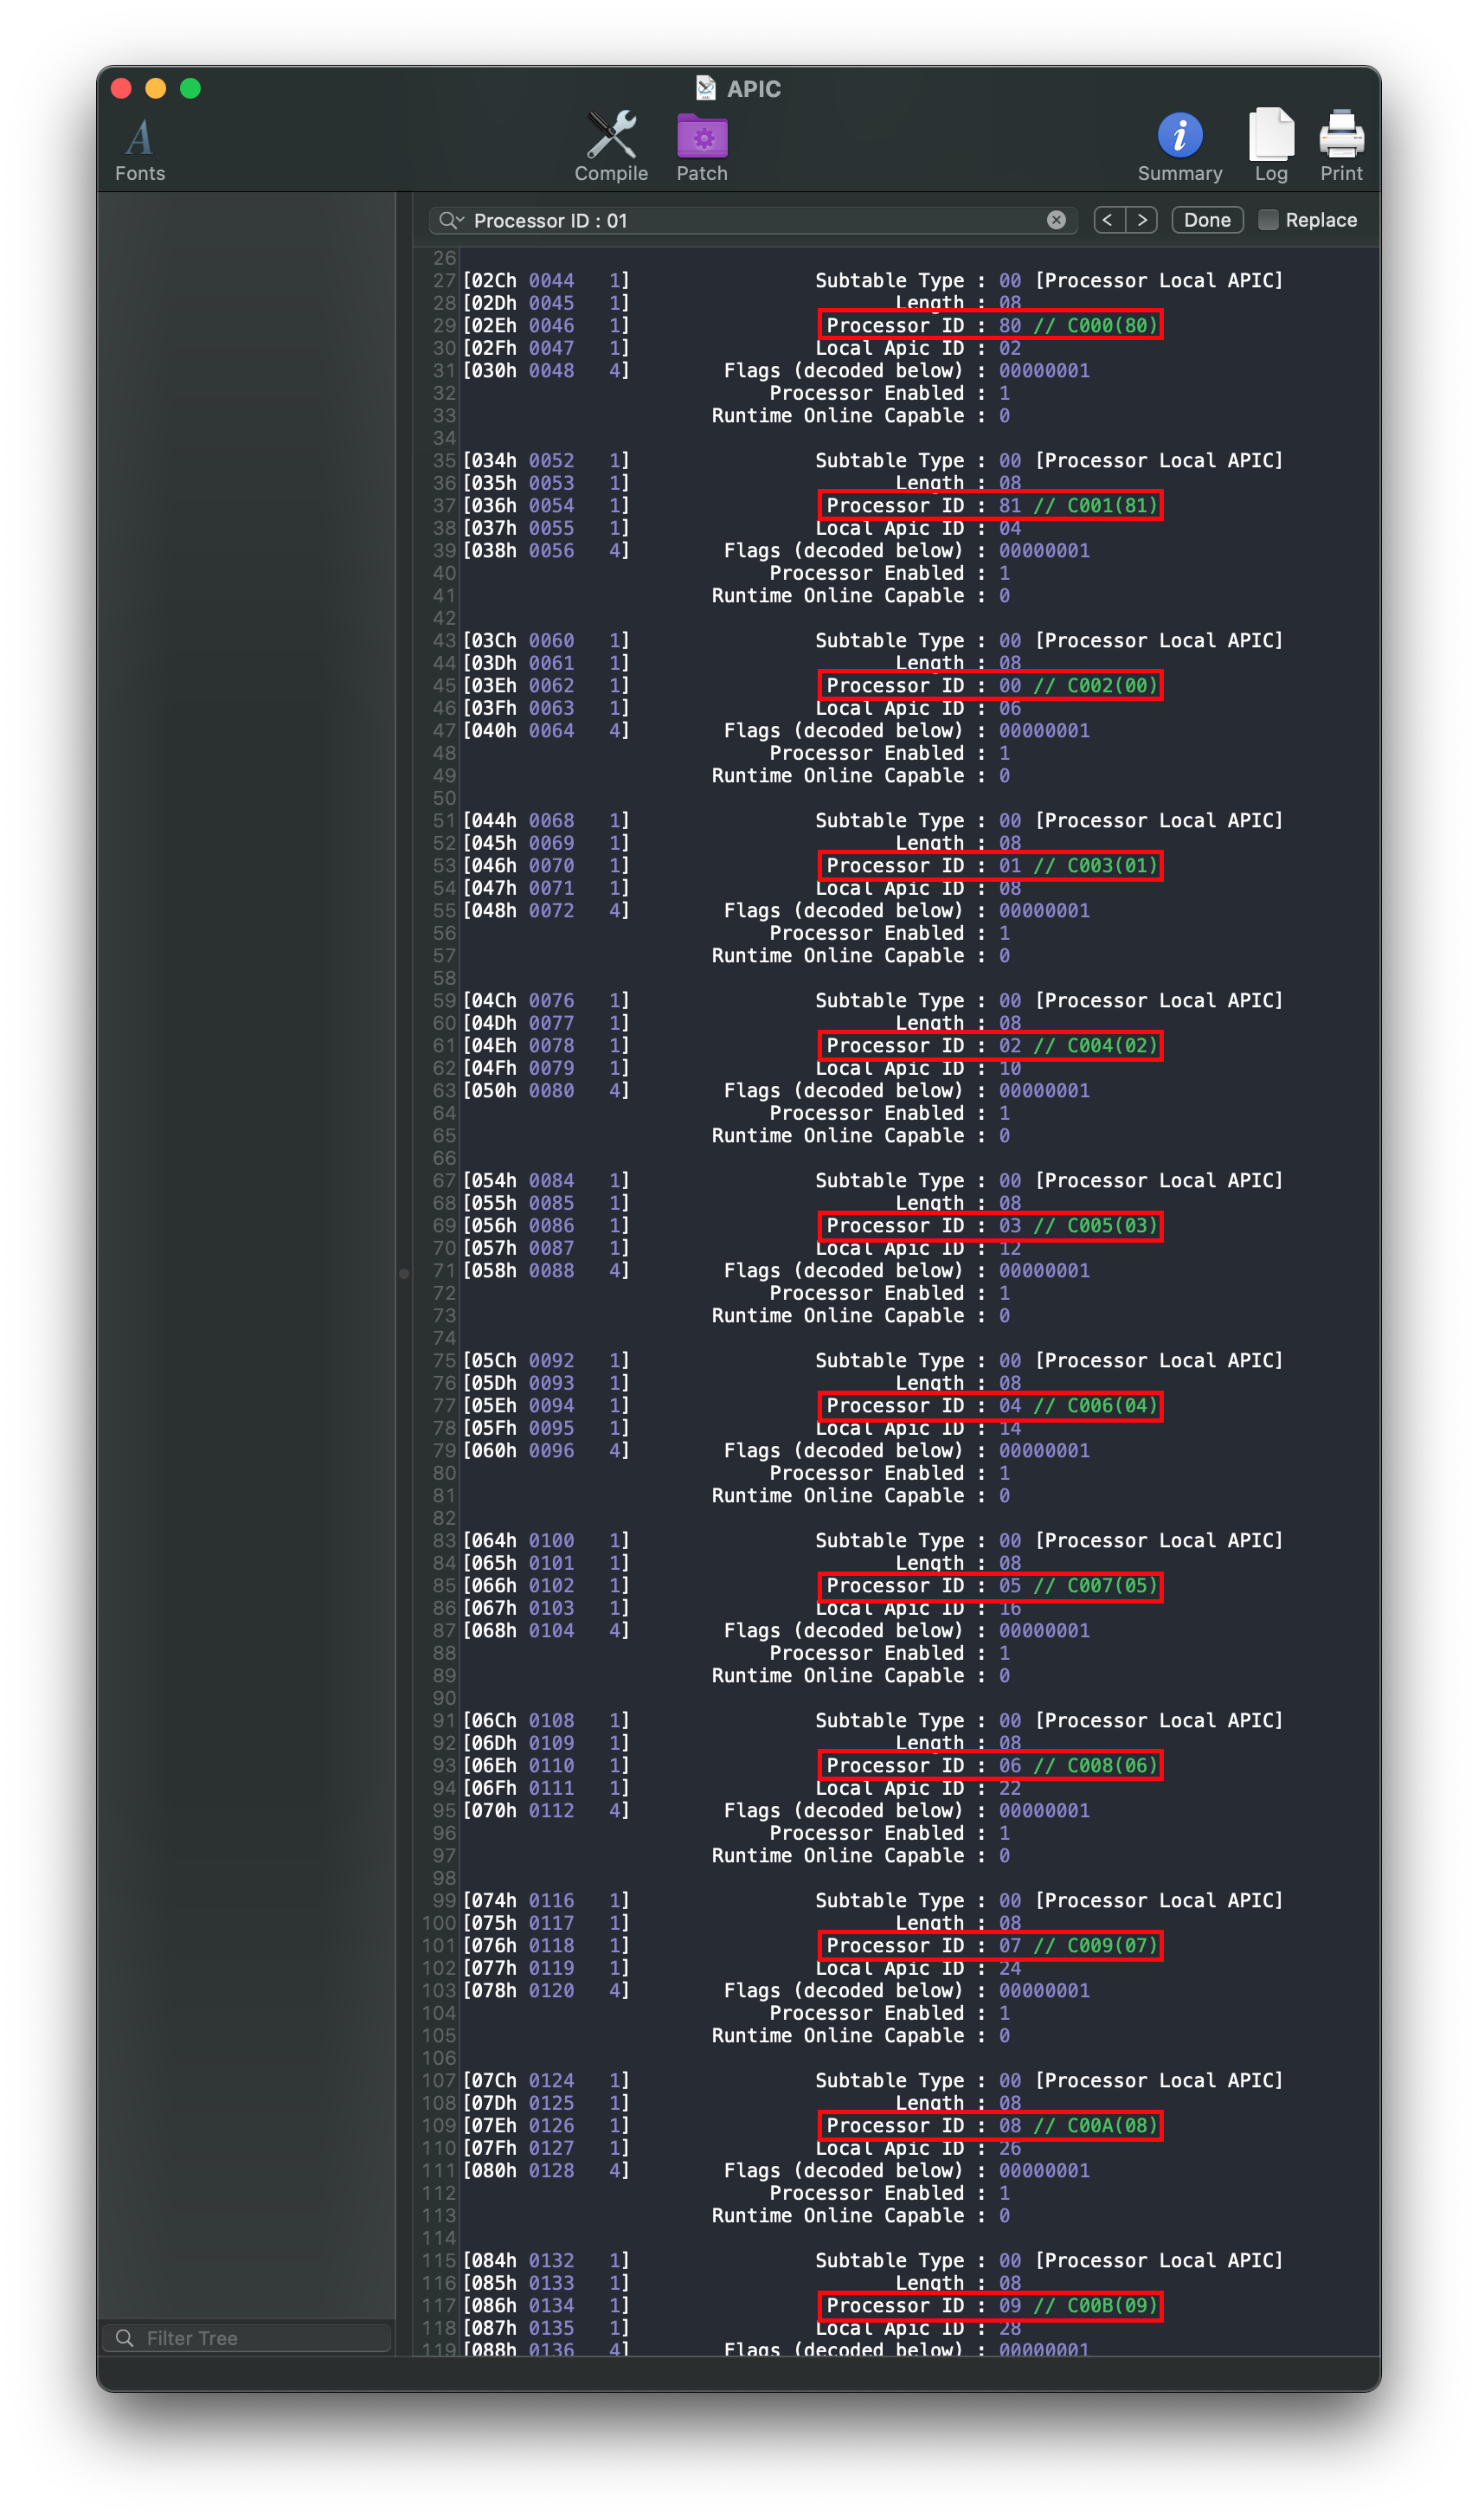 APIC
Fonts
Compile
Patch
Summary
Log
Print
Processor ID : 01
< > Done Replace
26
27 [02Ch 0044 1] Subtable Type : 00 [Processor Local APIC]
28 [02Dh 0045 1] Length : 08
29 [02Eh 0046 1] Processor ID : 80 // C000(80)
30 [02Fh 0047 1] Local Apic ID : 02
31 [030h 0048 4] Flags (decoded below) : 00000001
32 Processor Enabled : 1
33 Runtime Online Capable : 0
34
35 [034h 0052 1] Subtable Type : 00 [Processor Local APIC]
36 [035h 0053 1] Length : 08
37 [036h 0054 1] Processor ID : 81 // C001(81)
38 [037h 0055 1] Local Apic ID : 04
39 [038h 0056 4] Flags (decoded below) : 00000001
40 Processor Enabled : 1
41 Runtime Online Capable : 0
42
43 [03Ch 0060 1] Subtable Type : 00 [Processor Local APIC]
44 [03Dh 0061 1] Length : 08
45 [03Eh 0062 1] Processor ID : 00 // C002(00)
46 [03Fh 0063 1] Local Apic ID : 06
47 [040h 0064 4] Flags (decoded below) : 00000001
48 Processor Enabled : 1
49 Runtime Online Capable : 0
50
51 [044h 0068 1] Subtable Type : 00 [Processor Local APIC]
52 [045h 0069 1] Length : 08
53 [046h 0070 1] Processor ID : 01 // C003(01)
54 [047h 0071 1] Local Apic ID : 08
55 [048h 0072 4] Flags (decoded below) : 00000001
56 Processor Enabled : 1
57 Runtime Online Capable : 0
58
59 [04Ch 0076 1] Subtable Type : 00 [Processor Local APIC]
60 [04Dh 0077 1] Length : 08
61 [04Eh 0078 1] Processor ID : 02 // C004(02)
62 [04Fh 0079 1] Local Apic ID : 10
63 [050h 0080 4] Flags (decoded below) : 00000001
64 Processor Enabled : 1
65 Runtime Online Capable : 0
66
67 [054h 0084 1] Subtable Type : 00 [Processor Local APIC]
68 [055h 0085 1] Length : 08
69 [056h 0086 1] Processor ID : 03 // C005(03)
70 [057h 0087 1] Local Apic ID : 12
71 [058h 0088 4] Flags (decoded below) : 00000001
72 Processor Enabled : 1
73 Runtime Online Capable : 0
74
75 [05Ch 0092 1] Subtable Type : 00 [Processor Local APIC]
76 [05Dh 0093 1] Length : 08
77 [05Eh 0094 1] Processor ID : 04 // C006(04)
78 [05Fh 0095 1] Local Apic ID : 14
79 [060h 0096 4] Flags (decoded below) : 00000001
80 Processor Enabled : 1
81 Runtime Online Capable : 0
82
83 [064h 0100 1] Subtable Type : 00 [Processor Local APIC]
84 [065h 0101 1] Length : 08
85 [066h 0102 1] Processor ID : 05 // C007(05)
86 [067h 0103 1] Local Apic ID : 16
87 [068h 0104 4] Flags (decoded below) : 00000001
88 Processor Enabled : 1
89 Runtime Online Capable : 0
90
91 [06Ch 0108 1] Subtable Type : 00 [Processor Local APIC]
92 [06Dh 0109 1] Length : 08
93 [06Eh 0110 1] Processor ID : 06 // C008(06)
94 [06Fh 0111 1] Local Apic ID : 22
95 [070h 0112 4] Flags (decoded below) : 00000001
96 Processor Enabled : 1
97 Runtime Online Capable : 0
98
99 [074h 0116 1] Subtable Type : 00 [Processor Local APIC]
100 [075h 0117 1] Length : 08
101 [076h 0118 1] Processor ID : 07 // C009(07)
102 [077h 0119 1] Local Apic ID : 24
103 [078h 0120 4] Flags (decoded below) : 00000001
104 Processor Enabled : 1
105 Runtime Online Capable : 0
106
107 [07Ch 0124 1] Subtable Type : 00 [Processor Local APIC]
108 [07Dh 0125 1] Length : 08
109 [07Eh 0126 1] Processor ID : 08 // C00A(08)
110 [07Fh 0127 1] Local Apic ID : 26
111 [080h 0128 4] Flags (decoded below) : 00000001
112 Processor Enabled : 1
113 Runtime Online Capable : 0
114
115 [084h 0132 1] Subtable Type : 00 [Processor Local APIC]
116 [085h 0133 1] Length : 08
117 [086h 0134 1] Processor ID : 09 // C00B(09)
118 [087h 0135 1] Local Apic ID : 28
119 [088h 0136 4] Flags (decoded below) : 00000001
Filter Tree